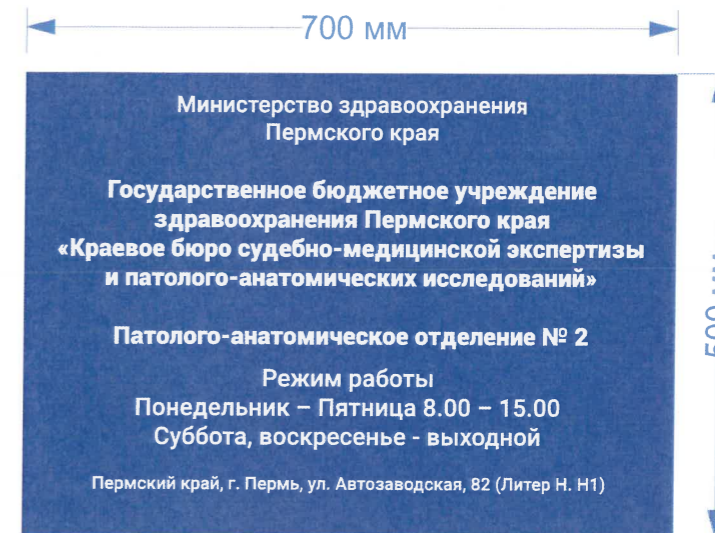 700 мм
Министерство здравоохранения
Пермского края
Государственное бюджетное учреждение
здравоохранения Пермского края
«Краевое бюро судебно-медицинской экспертизы
и патолого-анатомических исследований»
Патолого-анатомическое отделение № 2
Режим работы
Понедельник – Пятница 8.00 – 15.00
Суббота, воскресенье - выходной
Пермский край, г. Пермь, ул. Автозаводская, 82 (Литер Н. Н1)